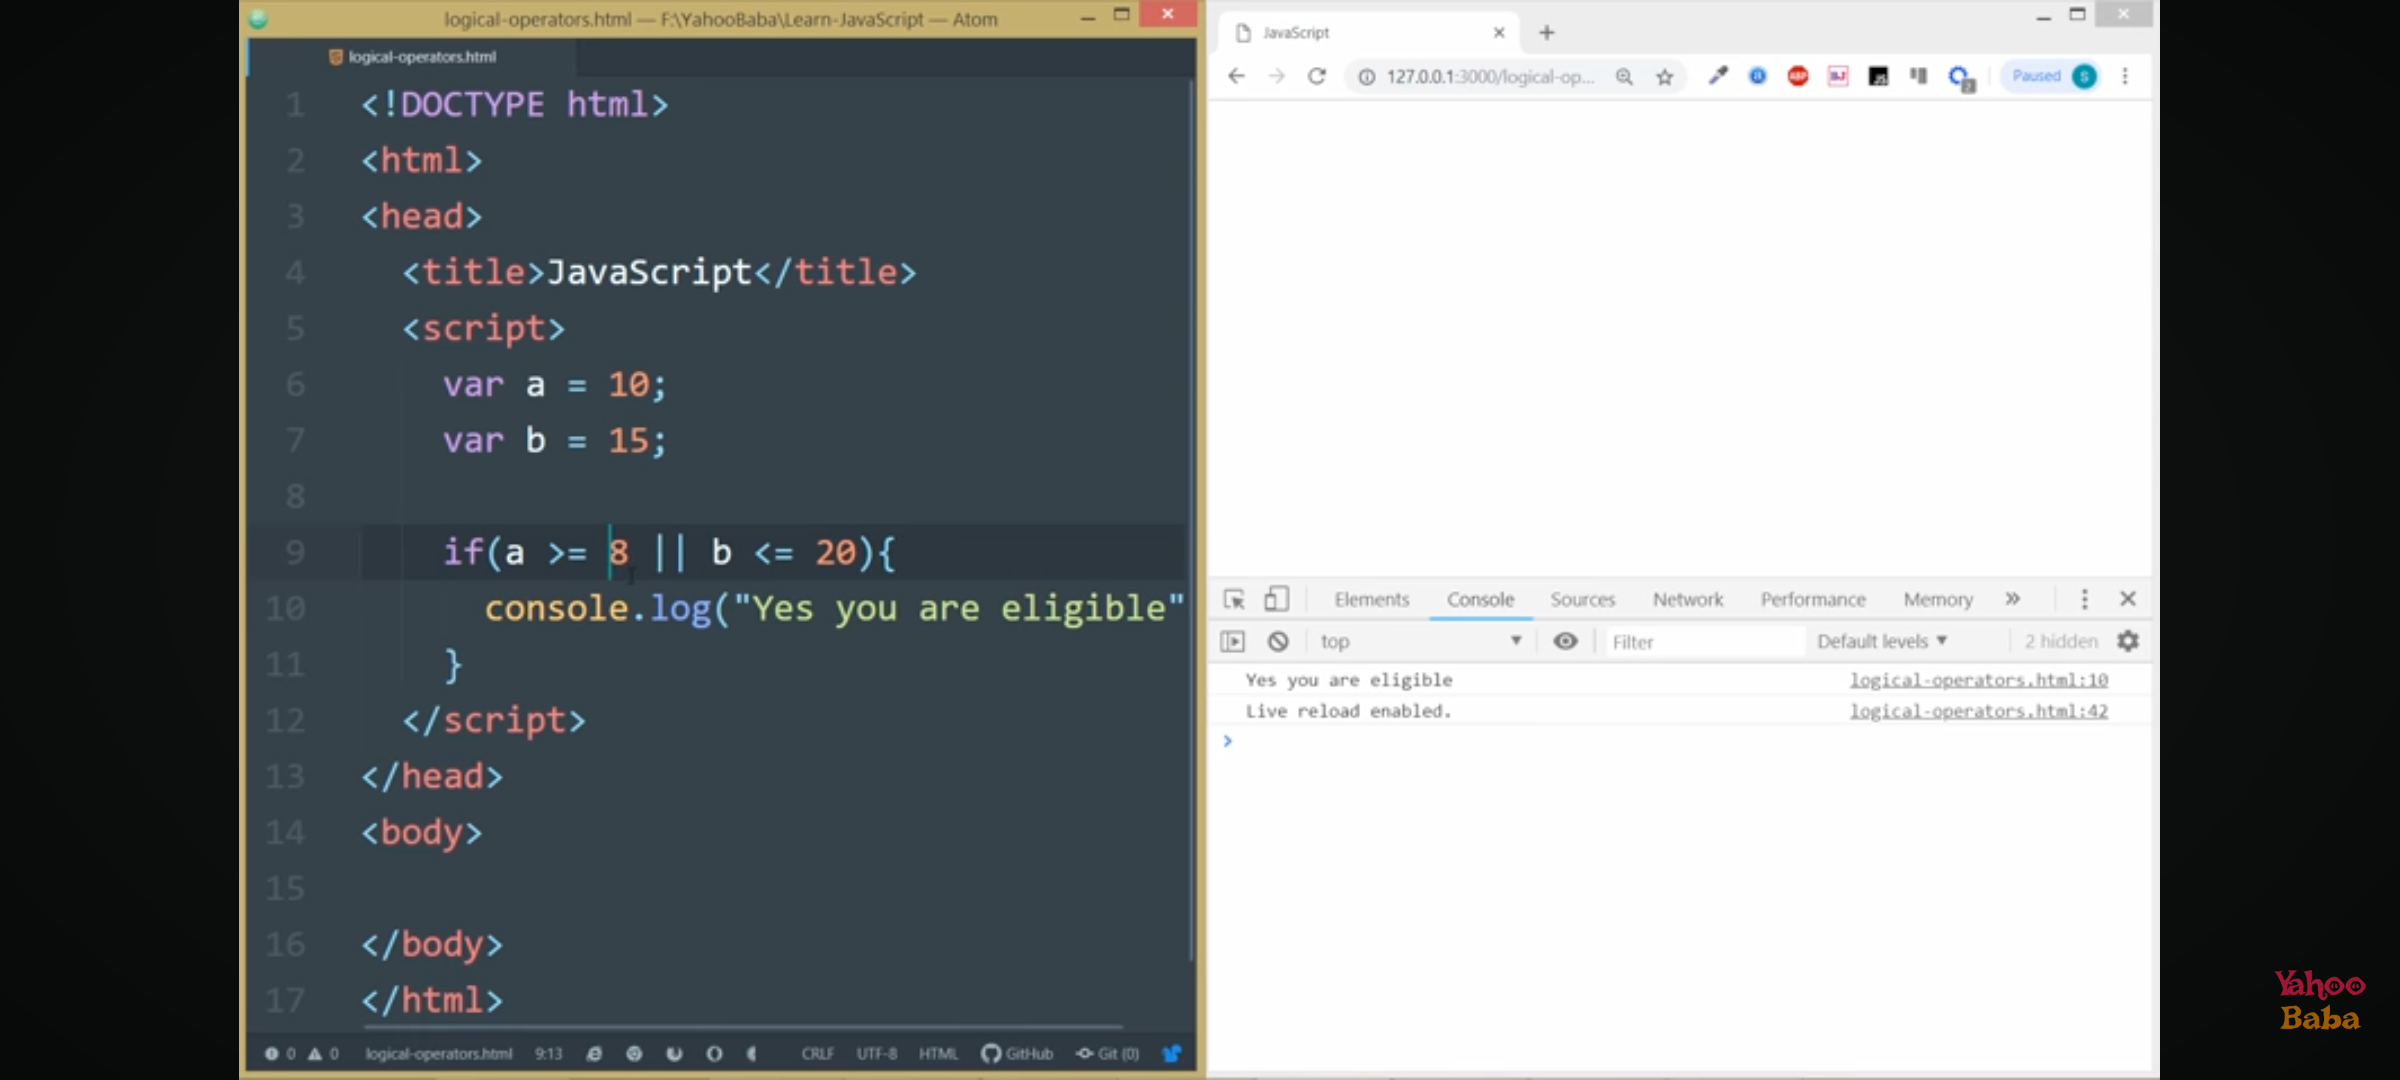 logical-operators.html — F:\YahooBaba\Learn-JavaScript — Atom
logical-operators.html
1 <!DOCTYPE html>
2 <html>
3 <head>
4 <title>JavaScript</title>
5 <script>
6 var a = 10;
7 var b = 15;
8
9 if(a >= 8 || b <= 20){
10 console.log("Yes you are eligible"
11 }
12 </script>
13 </head>
14 <body>
15
16 </body>
17 </html>
0 0 logical-operators.html 9:13 CRLF UTF-8 HTML GitHub Git (0)
JavaScript
127.0.0.1:3000/logical-op... ABP Paused S
Elements Console Sources Network Performance Memory »
top Filter Default levels 2 hidden
Yes you are eligible logical-operators.html:10
Live reload enabled. logical-operators.html:42
>
Yahoo
Baba